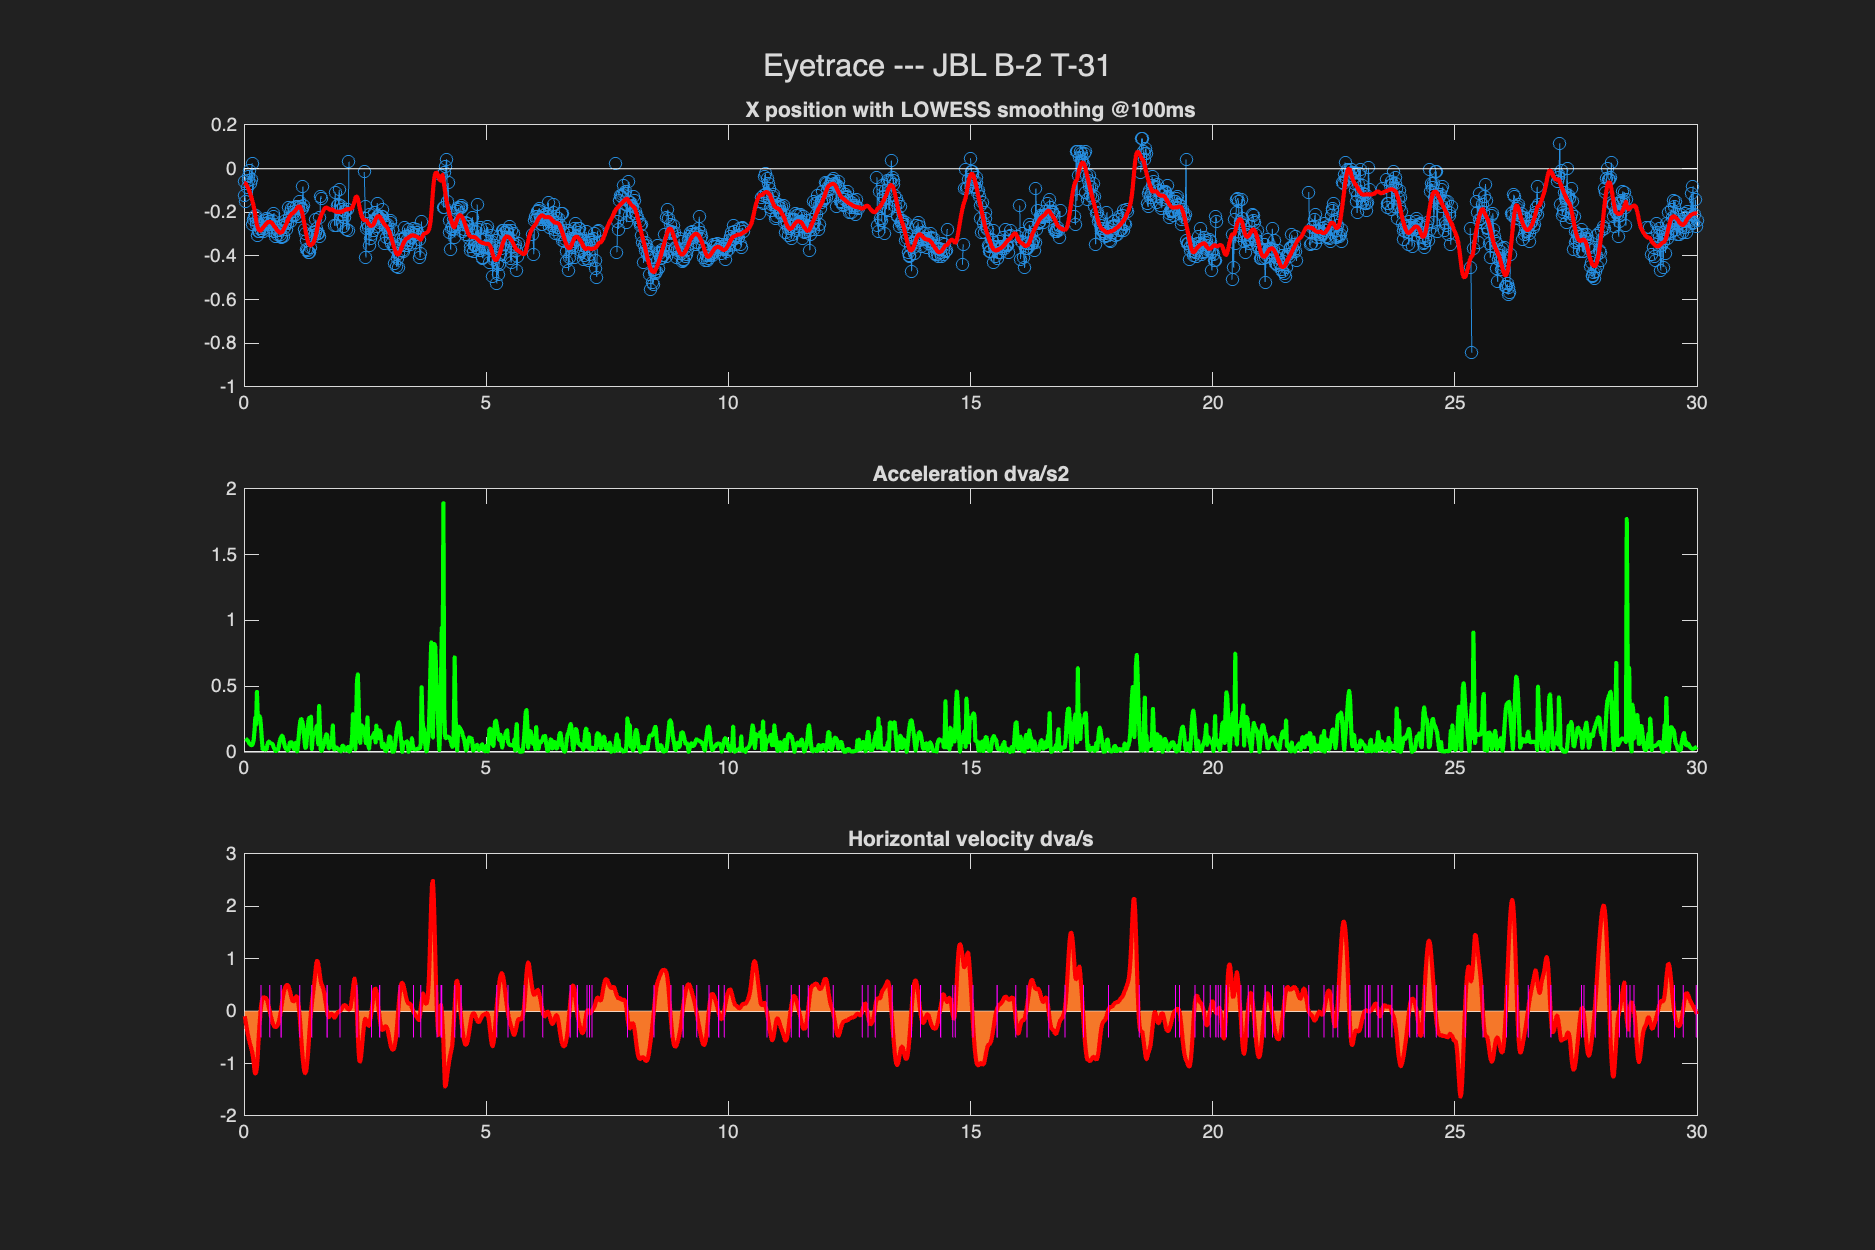 Eyetrace --- JBL B-2 T-31
X position with LOWESS smoothing @100ms
0.2
0
-0.2
-0.4
-0.6
-0.8
-1
0 5 10 15 20 25 30
Acceleration dva/s2
2
1.5
1
0.5
0
0 5 10 15 20 25 30
Horizontal velocity dva/s
3
2
1
0
-1
-2
0 5 10 15 20 25 30